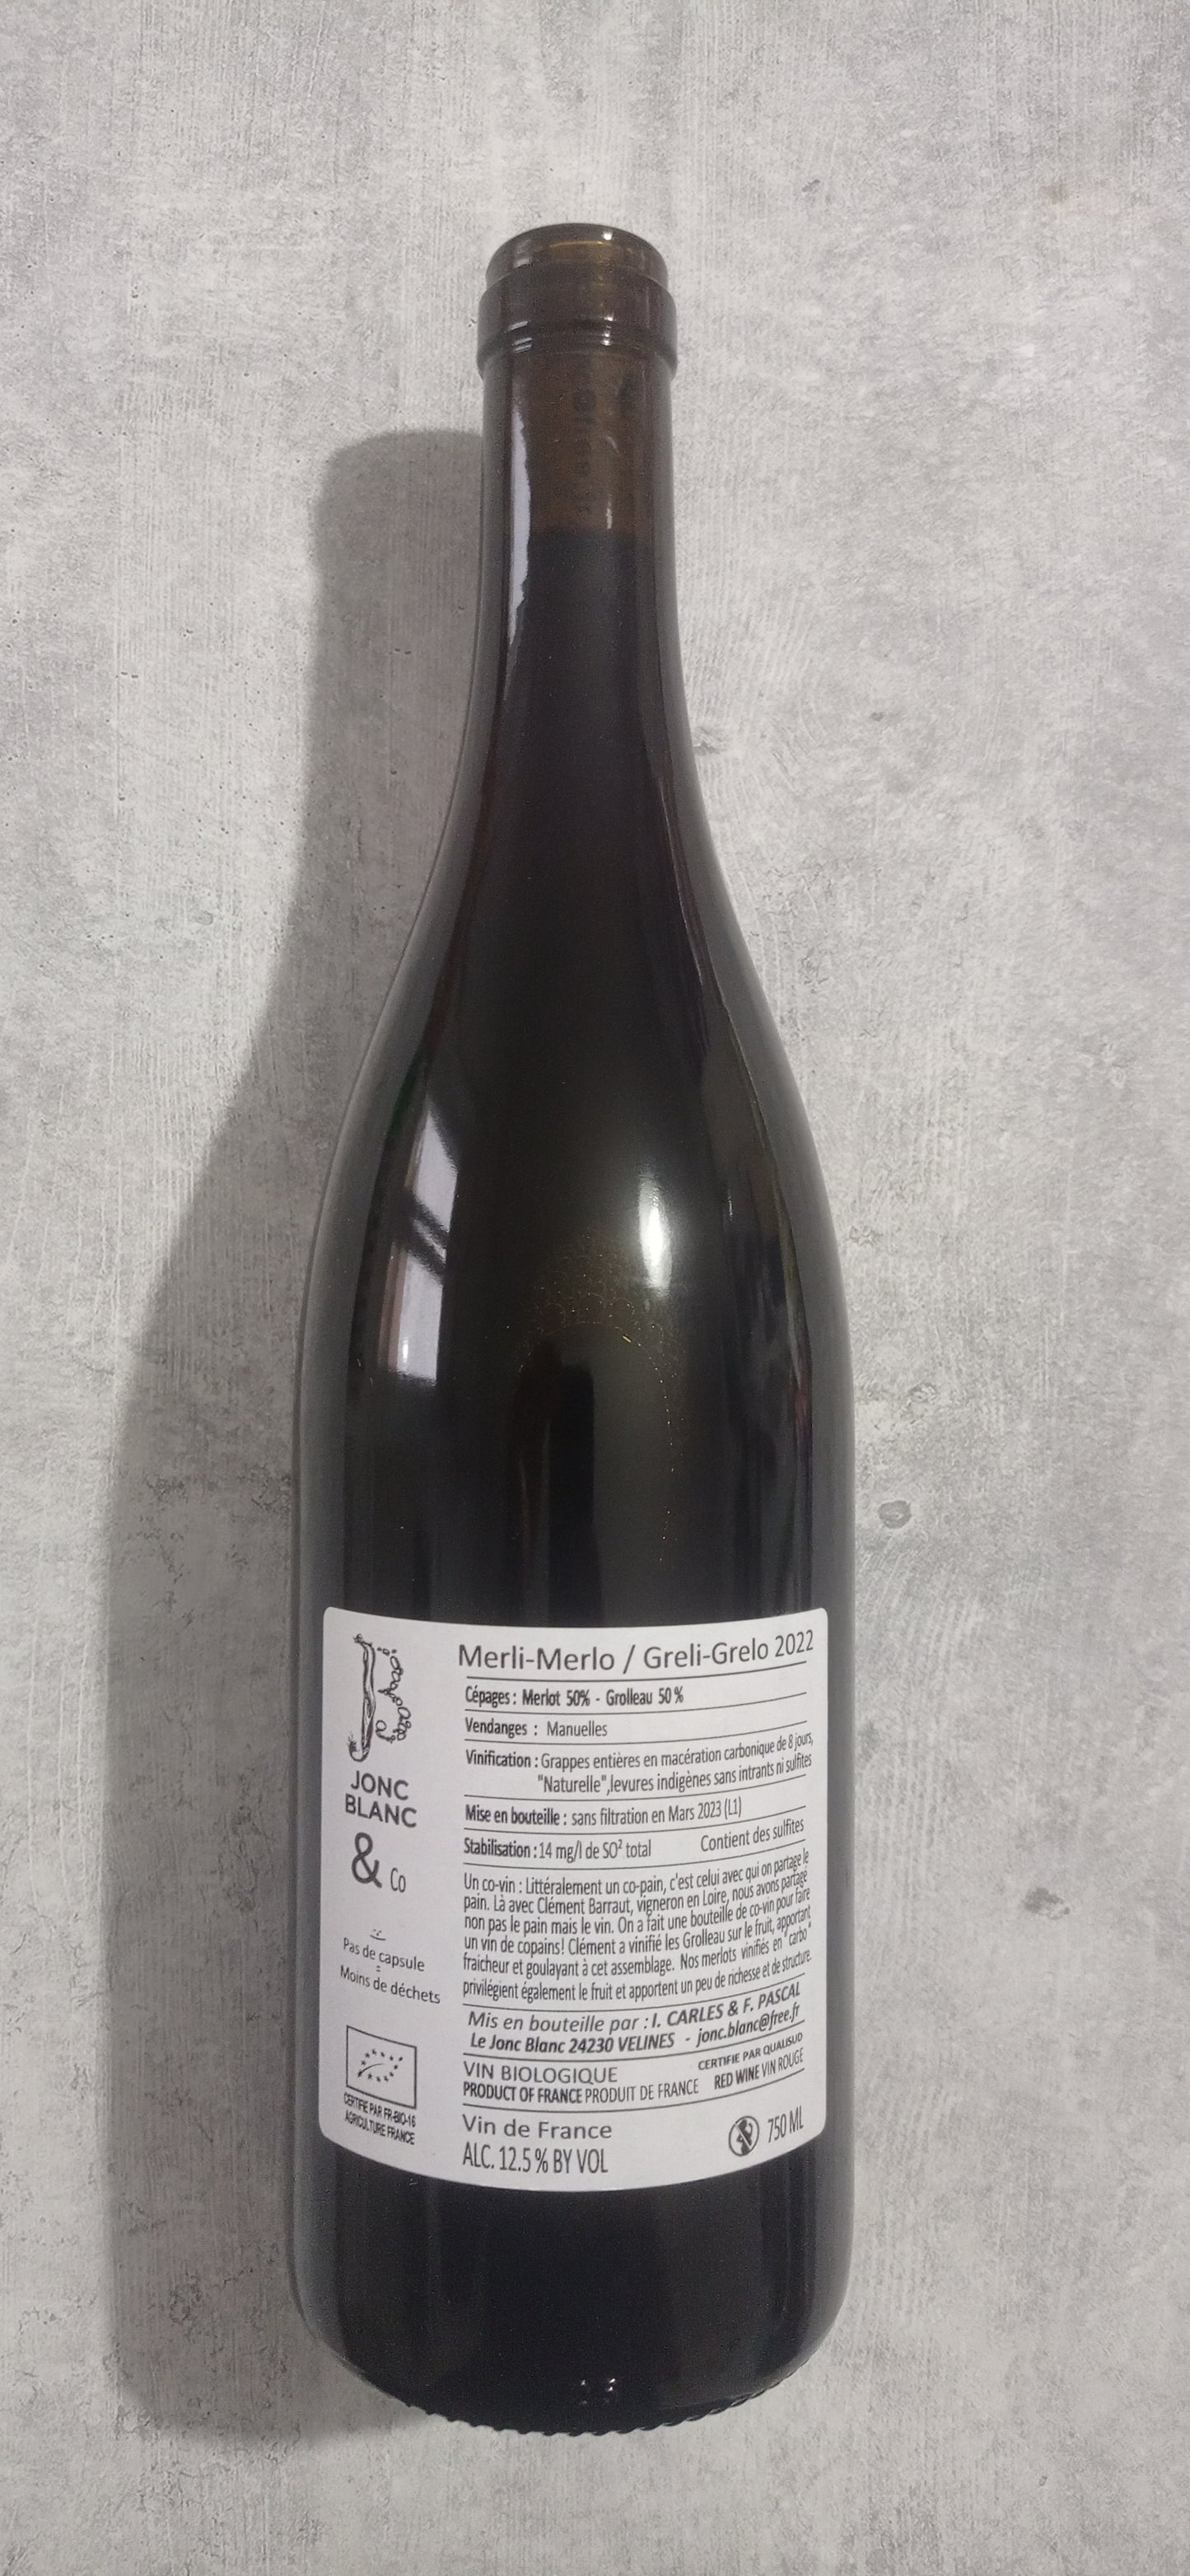 Merli-Merlo / Greli-Grelo 2022
Cépages : Merlot 50% - Grolleau 50 %
Vendanges : Manuelles
Vinification : Grappes entières en macération carbonique de 8 jours,
"Naturelle",levures indigènes sans intrants ni sulfites
Mise en bouteille : sans filtration en Mars 2023 (L1)
Stabilisation : 14 mg/l de SO² total Contient des sulfites
Un co-vin : Littéralement un co-pain, c'est celui avec qui on partage le
pain. Là avec Clément Barraut, vigneron en Loire, nous avons partagé
non pas le pain mais le vin. On a fait une bouteille de co-vin pour faire
un vin de copains! Clément a vinifié les Grolleau sur le fruit, apportant
fraicheur et goulayant à cet assemblage. Nos merlots vinifiés en "carbo"
privilégient également le fruit et apportent un peu de richesse et de structure.
Mis en bouteille par : I. CARLES & F. PASCAL
Le Jonc Blanc 24230 VELINES - jonc.blanc@free.fr
VIN BIOLOGIQUE CERTIFIE PAR QUALISUD
PRODUCT OF FRANCE PRODUIT DE FRANCE RED WINE VIN ROUGE
Vin de France
ALC. 12.5 % BY VOL 750 ML
JONC
BLANC
& Co
Pas de capsule
=
Moins de déchets
CERTIFIE PAR FR-BIO-16
AGRICULTURE FRANCE